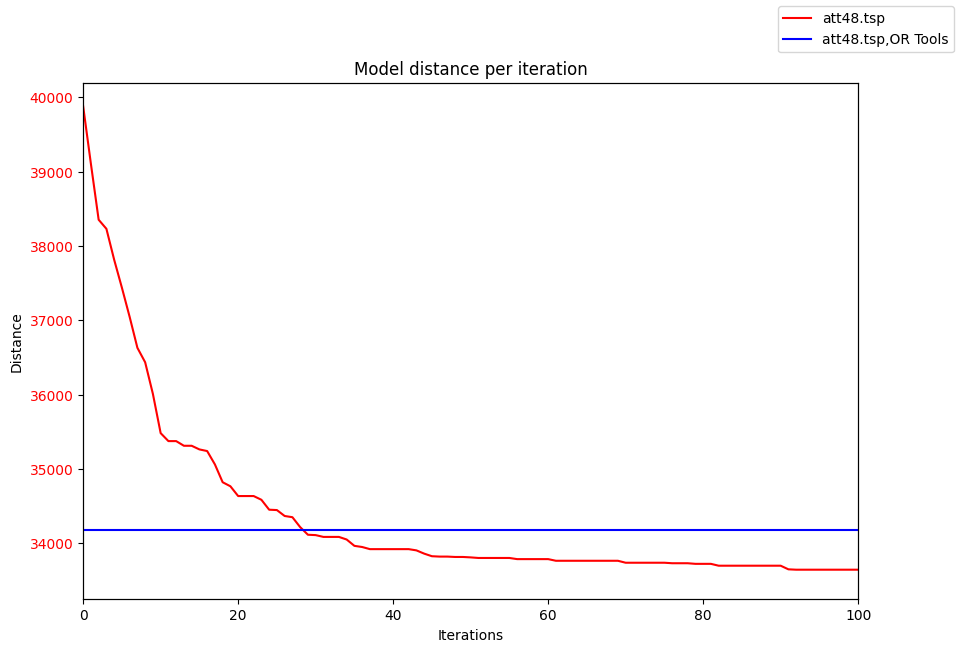 att48.tsp
att48.tsp,OR Tools
Model distance per iteration
40000
39000
38000
37000
36000
35000
34000
Distance
0 20 40 60 80 100
Iterations